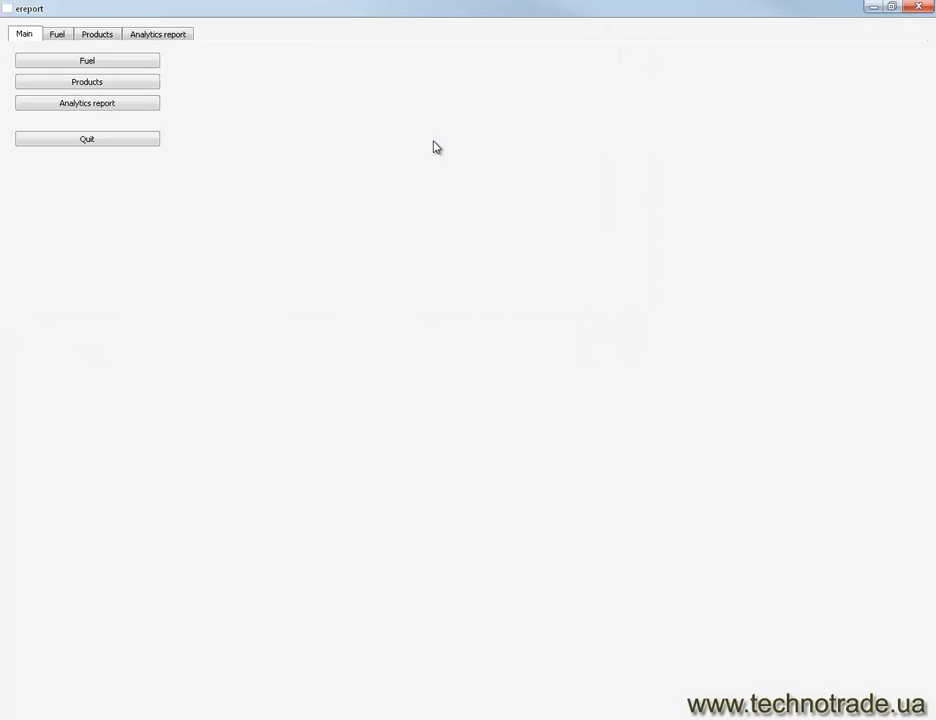 ereport
Main Fuel Products Analytics report
Fuel
Products
Analytics report
Quit
www.technotrade.ua